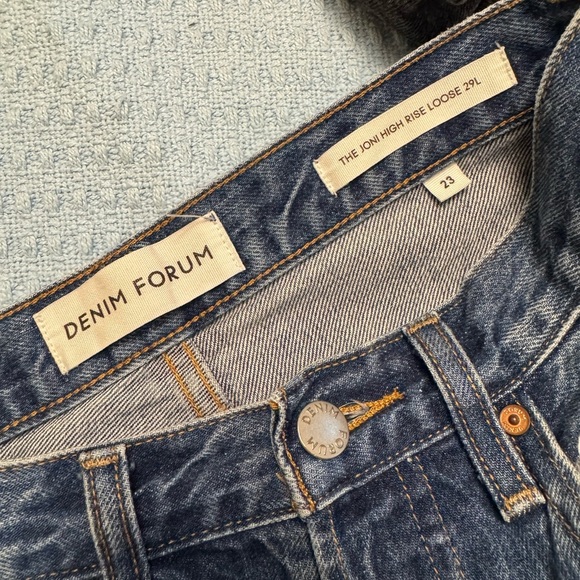 DENIM FORUM
THE JONI HIGH RISE LOOSE 29L
23
DENIM
FORUM